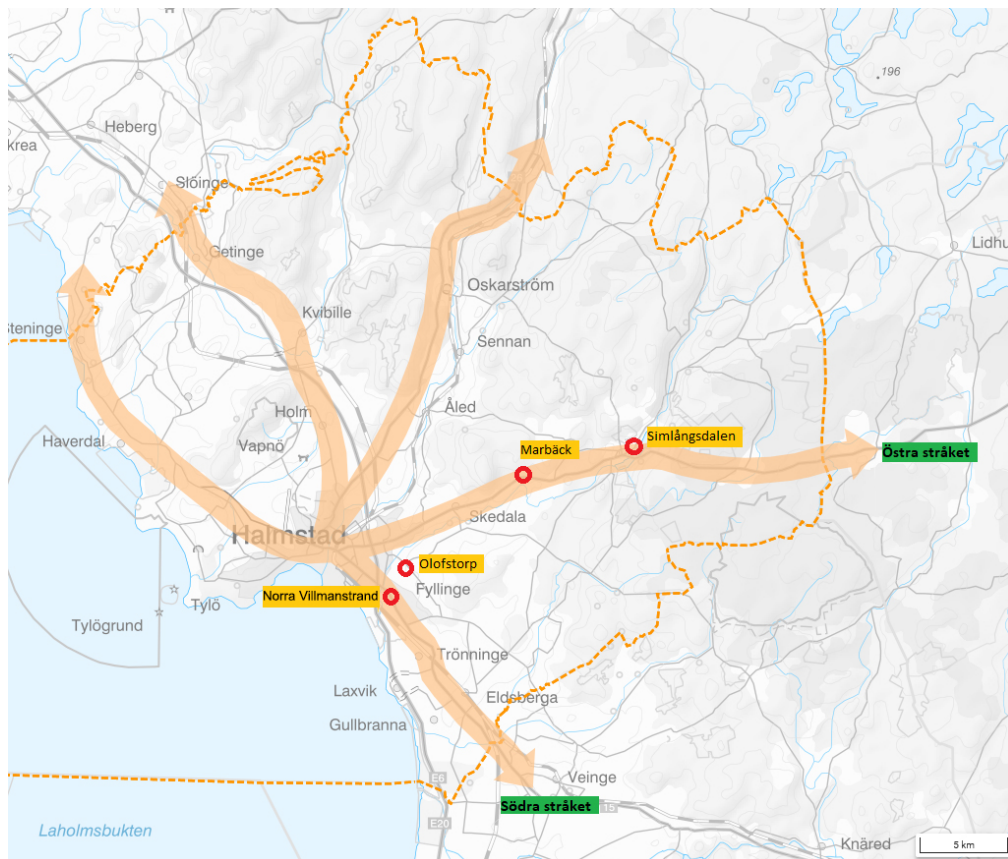 196
Heberg
krea
Slöinge
Getinge
Lidhu
Oskarström
Kvibille
Steninge
Sennan
Åled
Holm
Simlångsdalen
Haverdal
Vapnö
Marbäck
Östra stråket
Skedala
Halmstad
Olofstorp
Fyllinge
Norra Villmanstrand
Tylö
Tylögrund
Trönninge
Laxvik
Eldsberga
Gullbranna
E6
Veinge
Södra stråket
15
E20
Laholmsbukten
Knäred
5 km